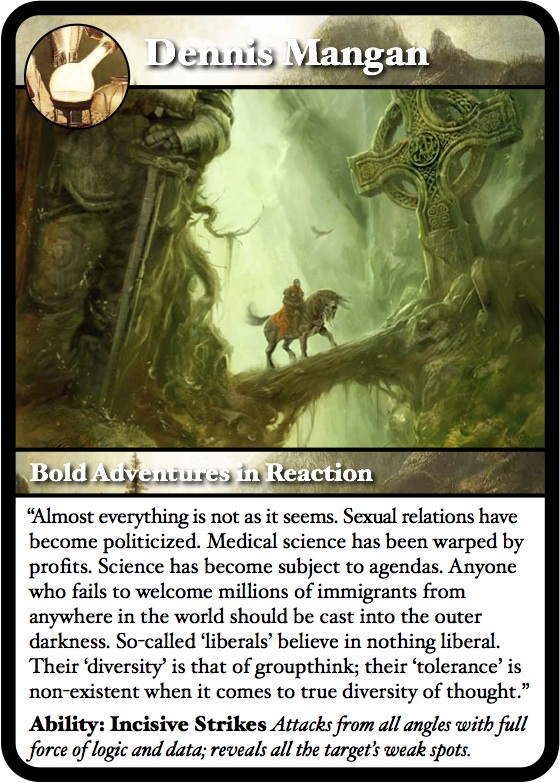 Dennis Mangan
Bold Adventures in Reaction
“Almost everything is not as it seems. Sexual relations have
become politicized. Medical science has been warped by
profits. Science has become subject to agendas. Anyone
who fails to welcome millions of immigrants from
anywhere in the world should be cast into the outer
darkness. So-called ‘liberals’ believe in nothing liberal.
Their ‘diversity’ is that of groupthink; their ‘tolerance’ is
non-existent when it comes to true diversity of thought.”
Ability: Incisive Strikes Attacks from all angles with full
force of logic and data; reveals all the target’s weak spots.